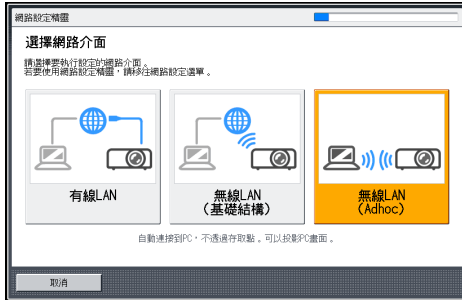 網路設定精靈
選擇網路介面
請選擇要執行設定的網路介面。
若要使用網路設定精靈，請移往網路設定選單。
有線LAN
無線LAN
（基礎結構）
無線LAN
（Adhoc）
自動連接到PC，不透過存取點。可以投影PC畫面。
取消